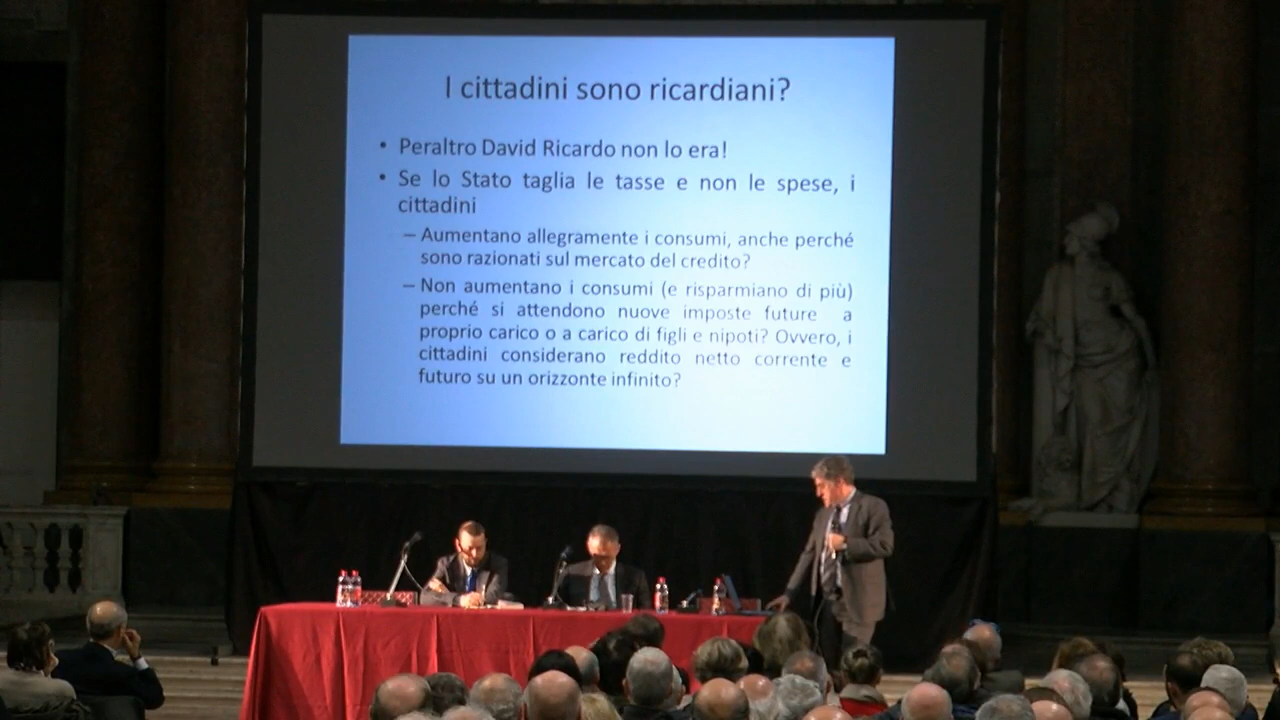 I cittadini sono ricardiani?
• Peraltro David Ricardo non lo era!
• Se lo Stato taglia le tasse e non le spese, i
cittadini
– Aumentano allegramente i consumi, anche perché
sono razionati sul mercato del credito?
– Non aumentano i consumi (e risparmiano di più)
perché si attendono nuove imposte future a
proprio carico o a carico di figli e nipoti? Ovvero, i
cittadini considerano reddito netto corrente e
futuro su un orizzonte infinito?